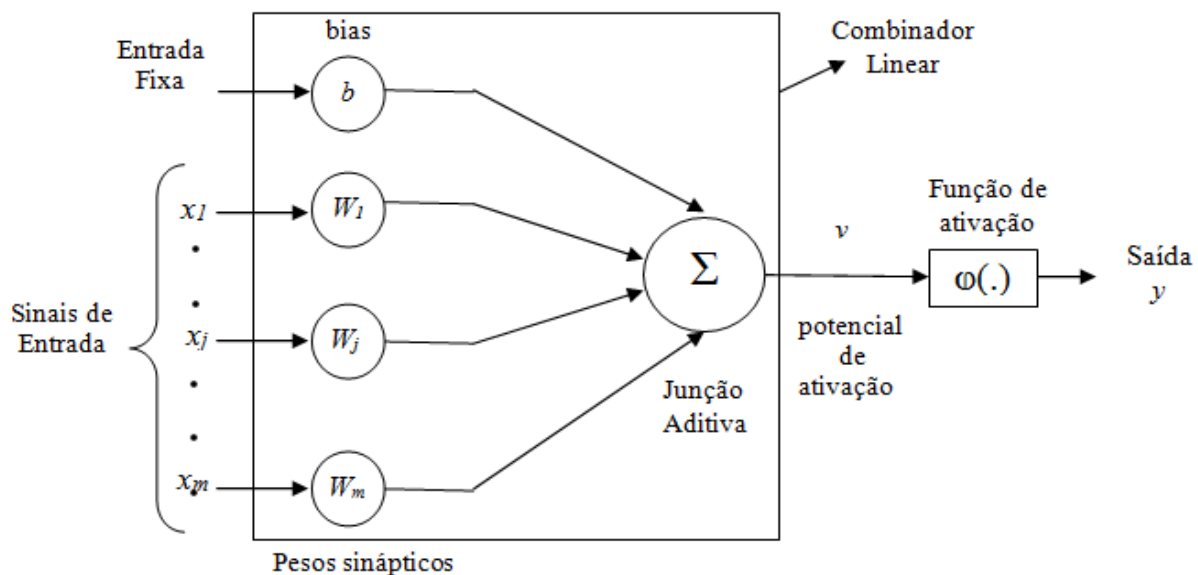 bias
Entrada
Fixa
b
Combinador
Linear
Sinais de
Entrada
x1
W1
xj
Wj
xm
Wm
Σ
Junção
Aditiva
v
potencial
de
ativação
Função de
ativação
φ(.)
Saída
y
Pesos sinápticos